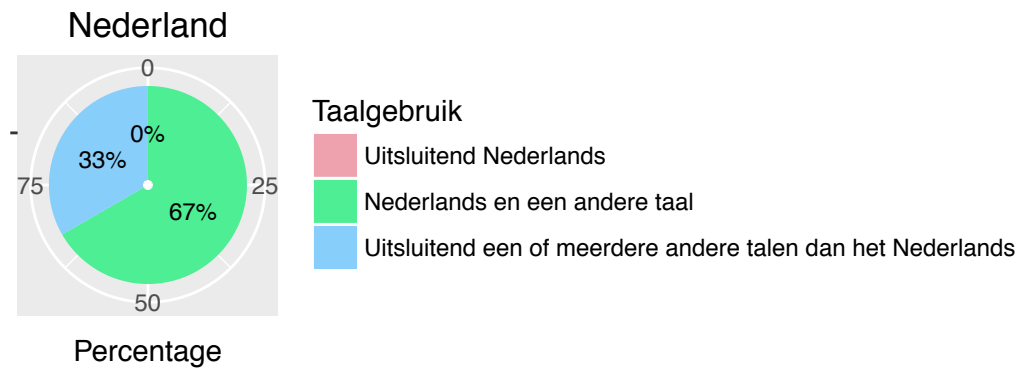 Nederland
0
0%
33%
75
25
67%
50
Percentage
Taalgebruik
Uitsluitend Nederlands
Nederlands en een andere taal
Uitsluitend een of meerdere andere talen dan het Nederlands